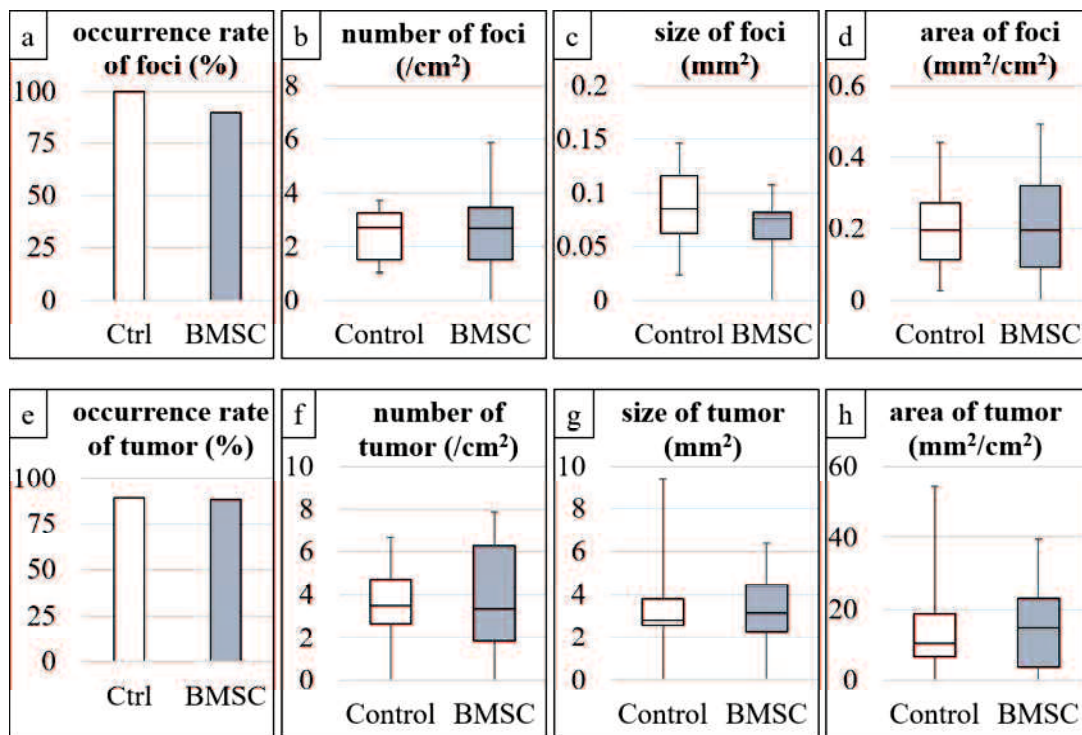 a
occurrence rate
of foci (%)
100
75
50
25
0
Ctrl BMSC
b
number of foci
(/cm²)
8
6
4
2
0
Control BMSC
c
size of foci
(mm²)
0.2
0.15
0.1
0.05
0
Control BMSC
d
area of foci
(mm²/cm²)
0.6
0.4
0.2
0
Control BMSC
e
occurrence rate
of tumor (%)
100
75
50
25
0
Ctrl BMSC
f
number of
tumor (/cm²)
10
8
6
4
2
0
Control BMSC
g
size of tumor
(mm²)
10
8
6
4
2
0
Control BMSC
h
area of tumor
(mm²/cm²)
60
40
20
0
Control BMSC